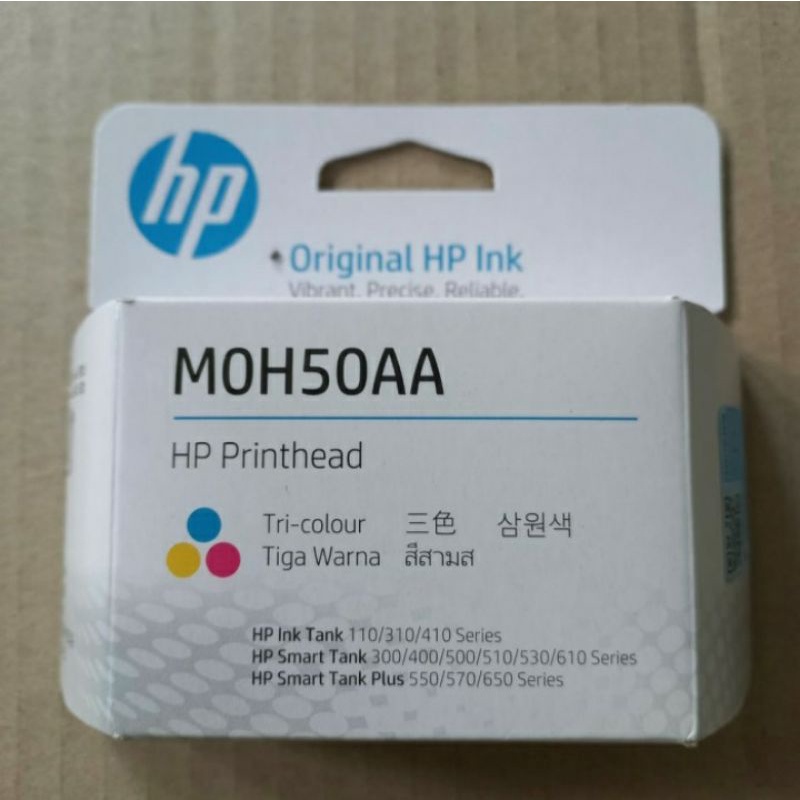 hp
Original HP Ink
Vibrant. Precise. Reliable.
M0H50AA
HP Printhead
Tri-colour 三色 삼원색
Tiga Warna สีสามส
HP Ink Tank 110/310/410 Series
HP Smart Tank 300/400/500/510/530/610 Series
HP Smart Tank Plus 550/570/650 Series